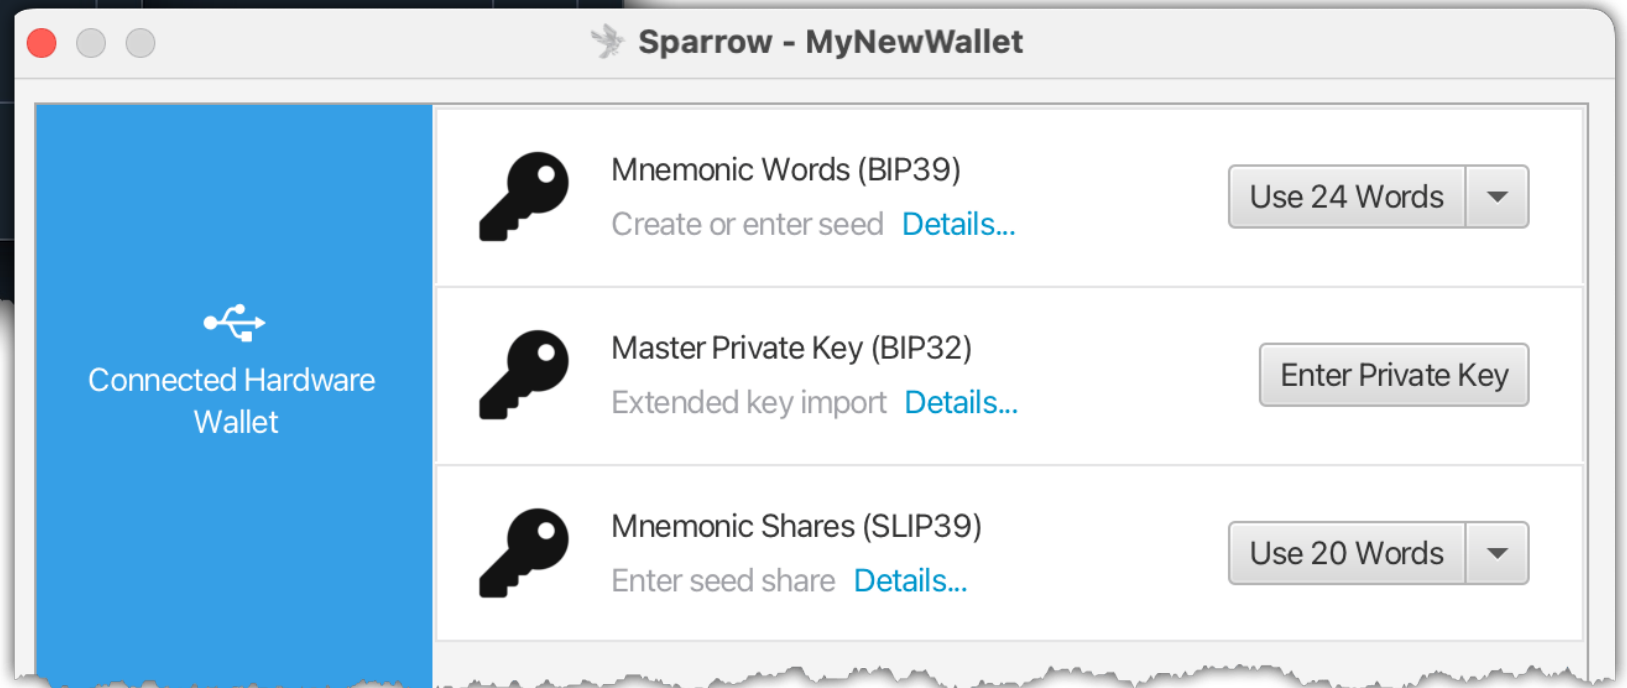 Sparrow - MyNewWallet
Connected Hardware
Wallet
Mnemonic Words (BIP39)
Create or enter seed Details...
Use 24 Words
Master Private Key (BIP32)
Extended key import Details...
Enter Private Key
Mnemonic Shares (SLIP39)
Enter seed share Details...
Use 20 Words